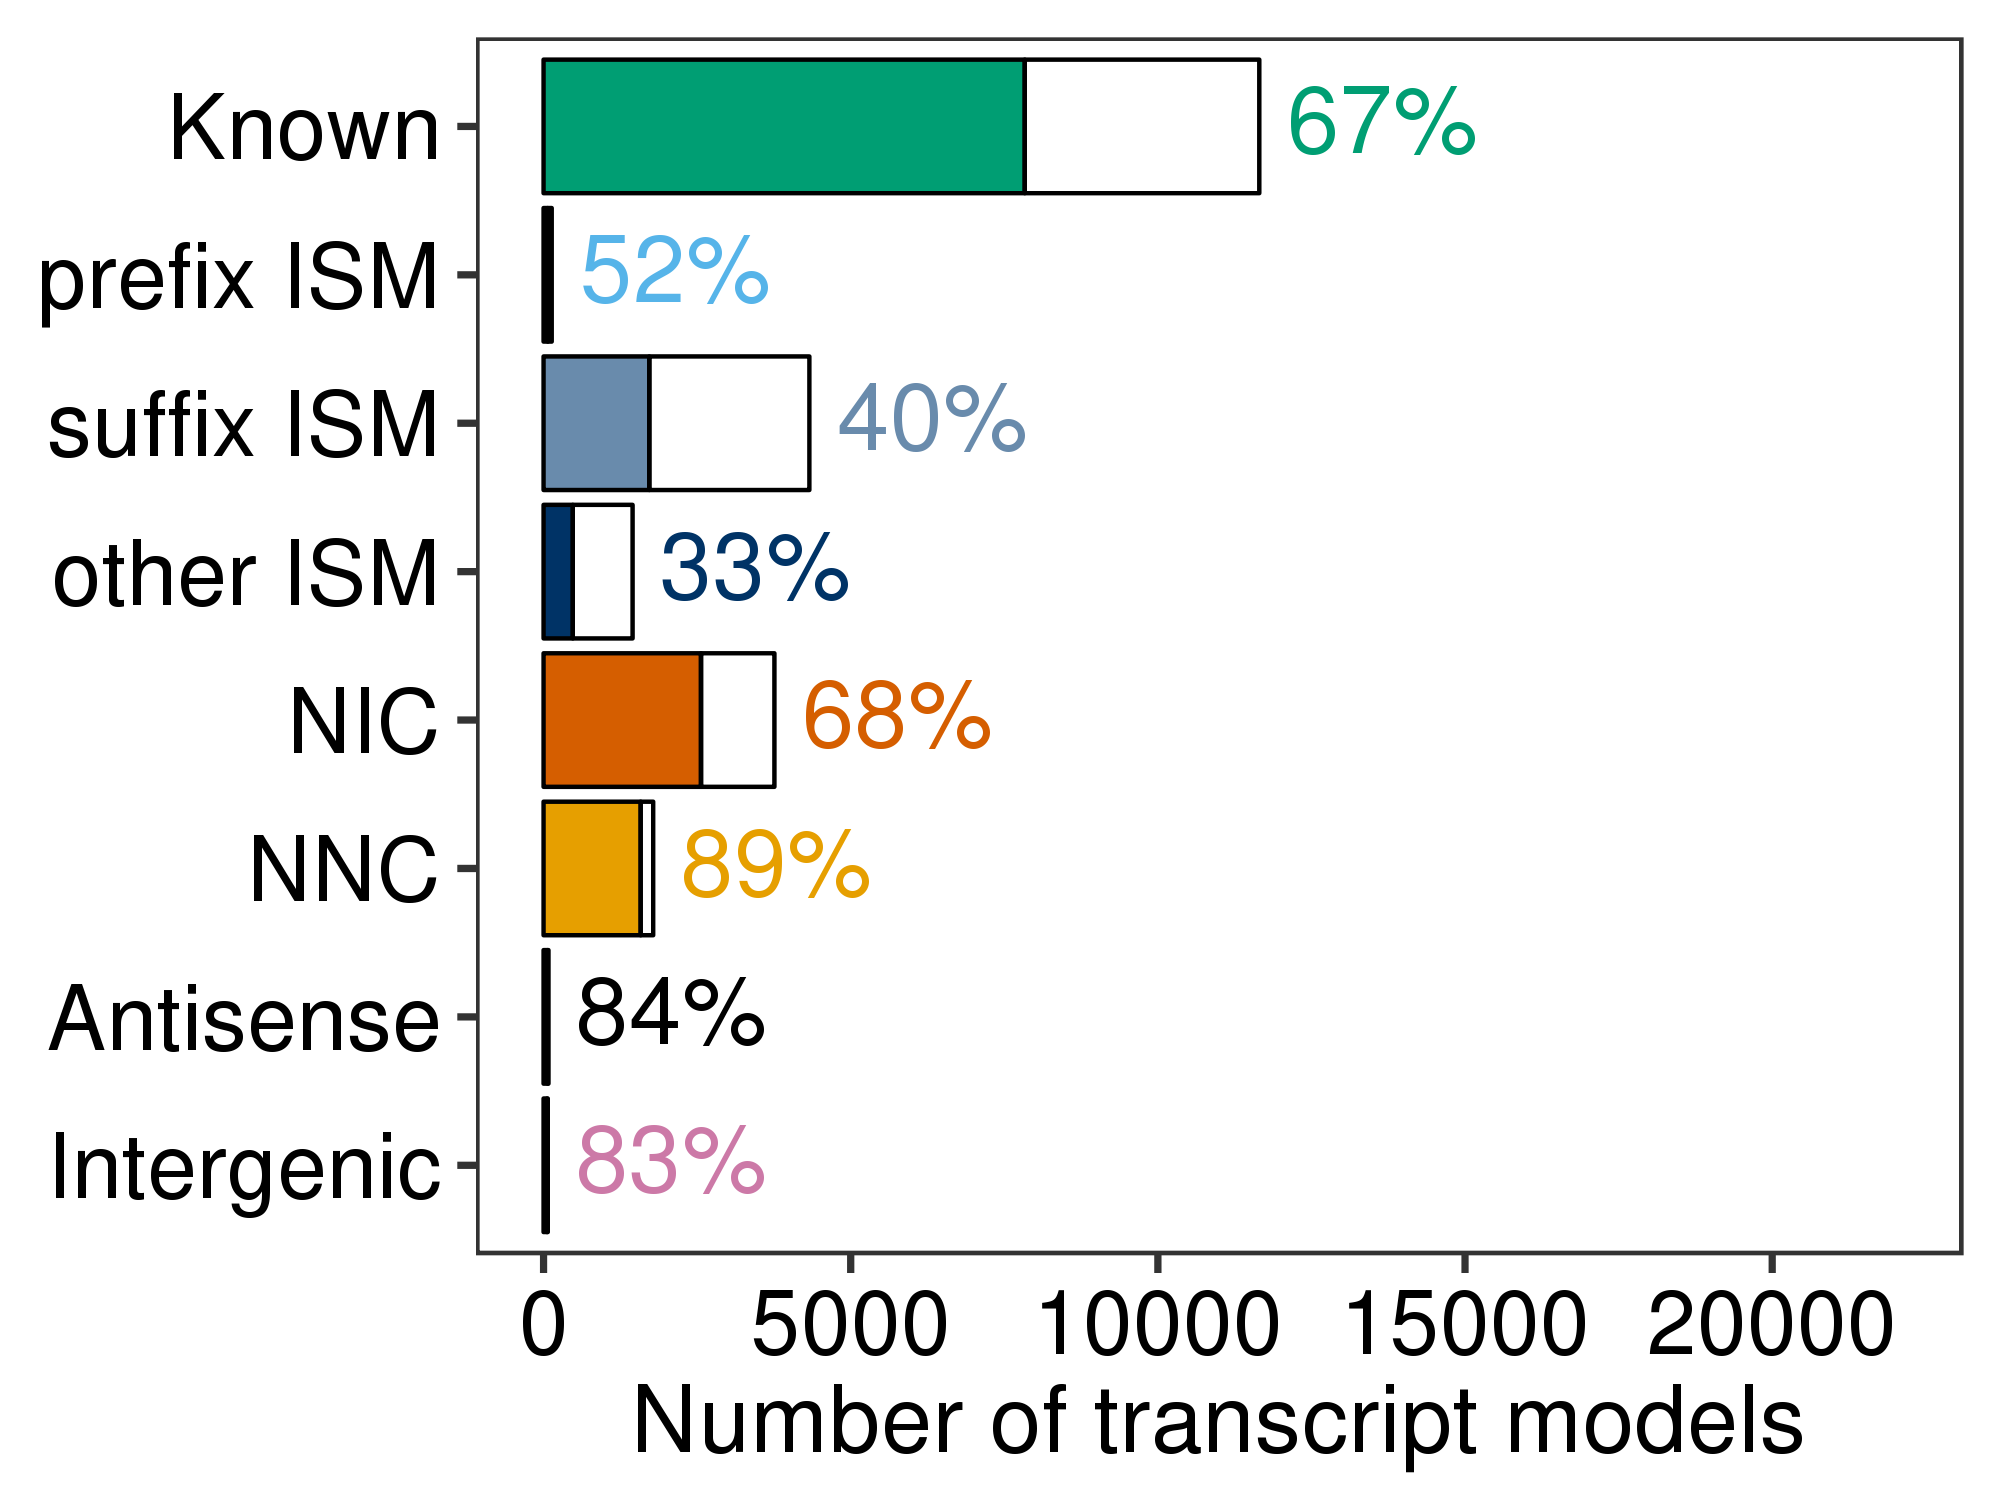 Known 67%
prefix ISM 52%
suffix ISM 40%
other ISM 33%
NIC 68%
NNC 89%
Antisense 84%
Intergenic 83%
0 5000 10000 15000 20000
Number of transcript models